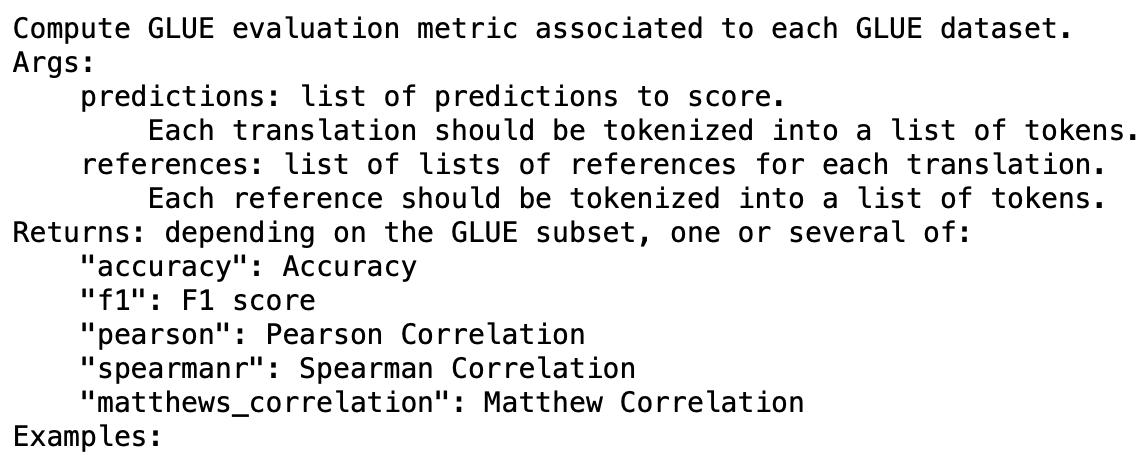 Compute GLUE evaluation metric associated to each GLUE dataset.
Args:
    predictions: list of predictions to score.
        Each translation should be tokenized into a list of tokens.
    references: list of lists of references for each translation.
        Each reference should be tokenized into a list of tokens.
Returns: depending on the GLUE subset, one or several of:
    "accuracy": Accuracy
    "f1": F1 score
    "pearson": Pearson Correlation
    "spearmanr": Spearman Correlation
    "matthews_correlation": Matthew Correlation
Examples: